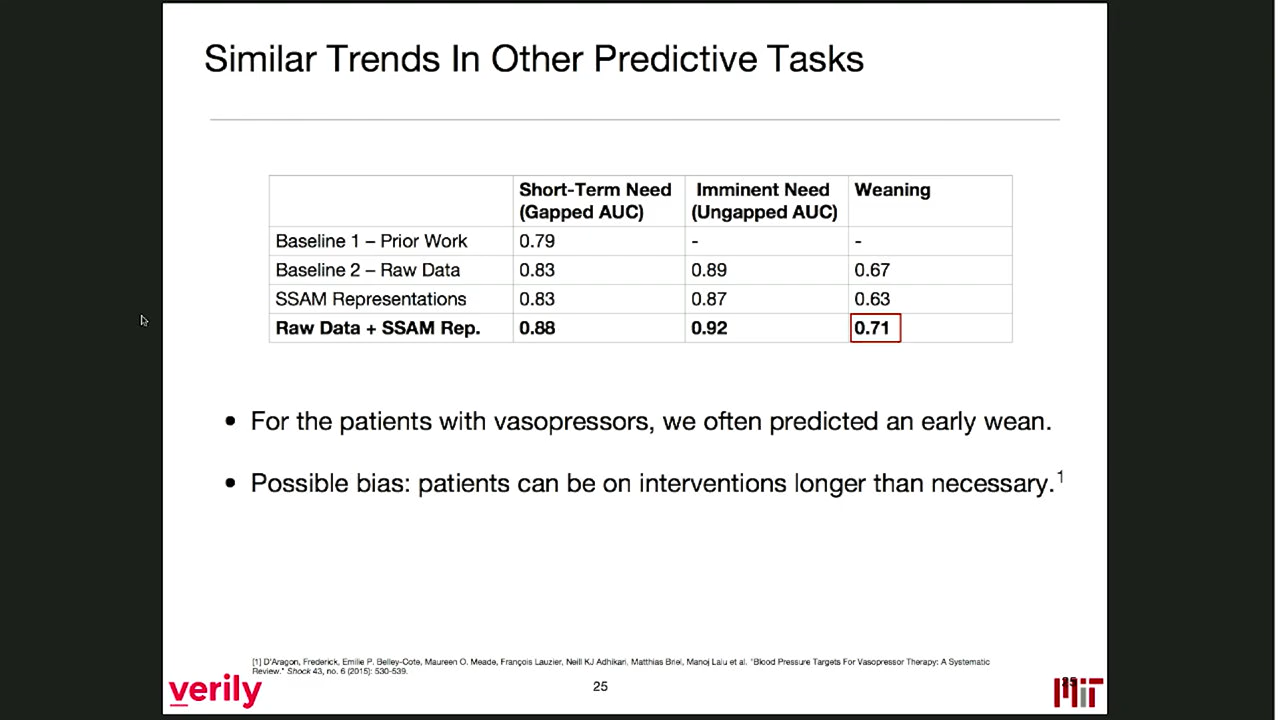 Similar Trends In Other Predictive Tasks
Short-Term Need (Gapped AUC) Imminent Need (Ungapped AUC) Weaning
Baseline 1 – Prior Work 0.79 - -
Baseline 2 – Raw Data 0.83 0.89 0.67
SSAM Representations 0.83 0.87 0.63
Raw Data + SSAM Rep. 0.88 0.92 0.71
• For the patients with vasopressors, we often predicted an early wean.
• Possible bias: patients can be on interventions longer than necessary.1
[1] D'Aragon, Frederick, Emilie P. Belley-Cote, Maureen O. Meade, François Lauzier, Neill KJ Adhikari, Matthias Briel, Manoj Lalu et al. "Blood Pressure Targets For Vasopressor Therapy: A Systematic
Review." Shock 43, no. 6 (2015): 530-539.
verily 25 25 MIT